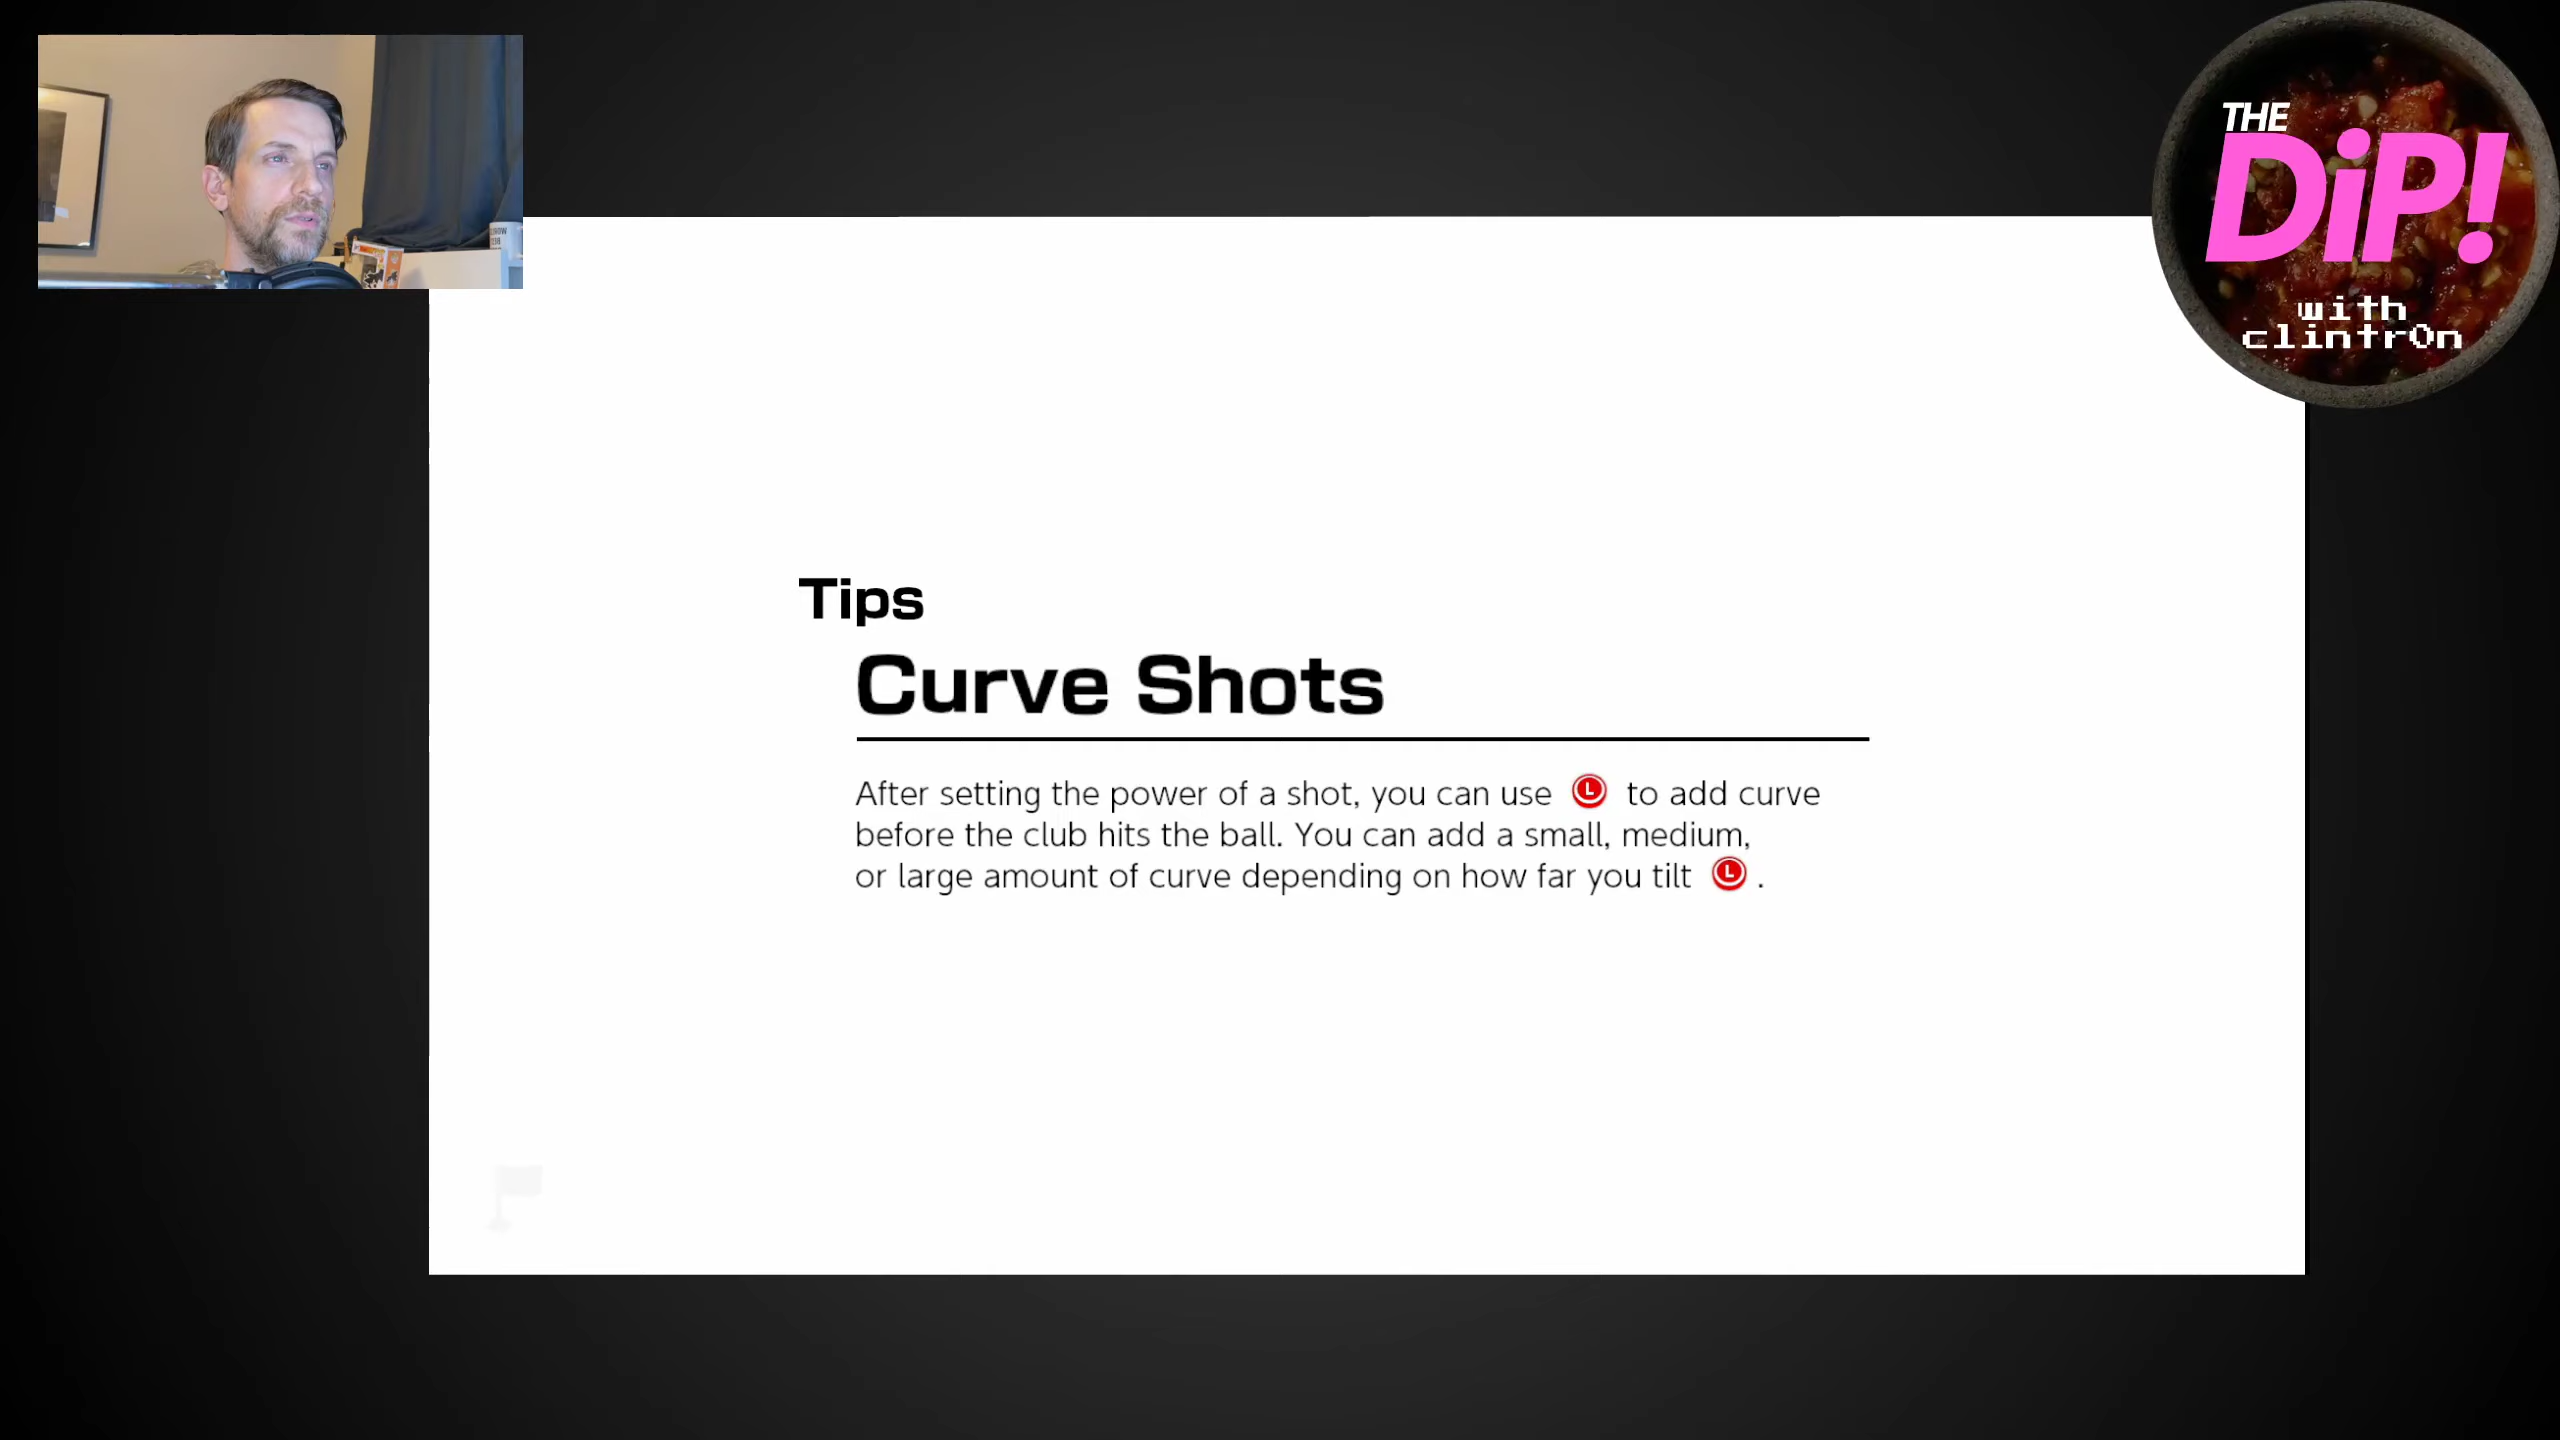 THE
DiP!
with
clintr0n
Tips
Curve Shots
After setting the power of a shot, you can use L to add curve
before the club hits the ball. You can add a small, medium,
or large amount of curve depending on how far you tilt L .